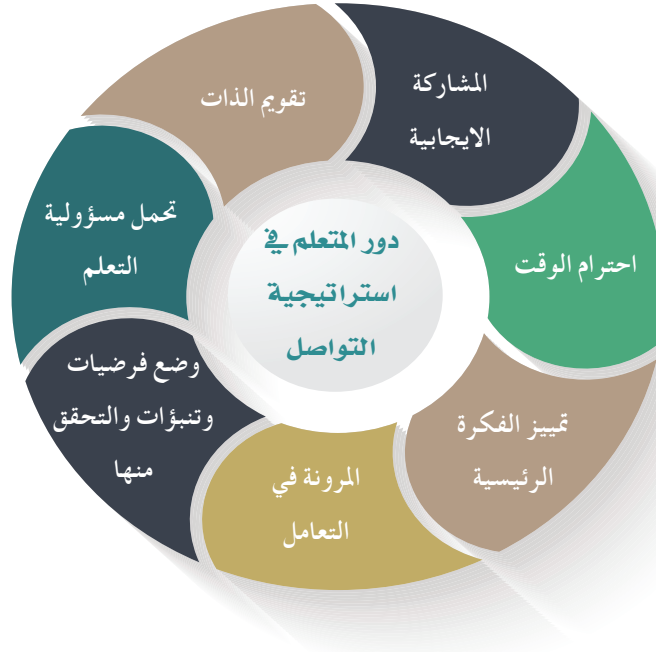 دور المتعلم في
استراتيجية
التواصل
المشاركة
الايجابية
احترام الوقت
تمييز الفكرة
الرئيسية
المرونة في
التعامل
وضع فرضيات
وتنبؤات والتحقق
منها
تحمل مسؤولية
التعلم
تقويم الذات